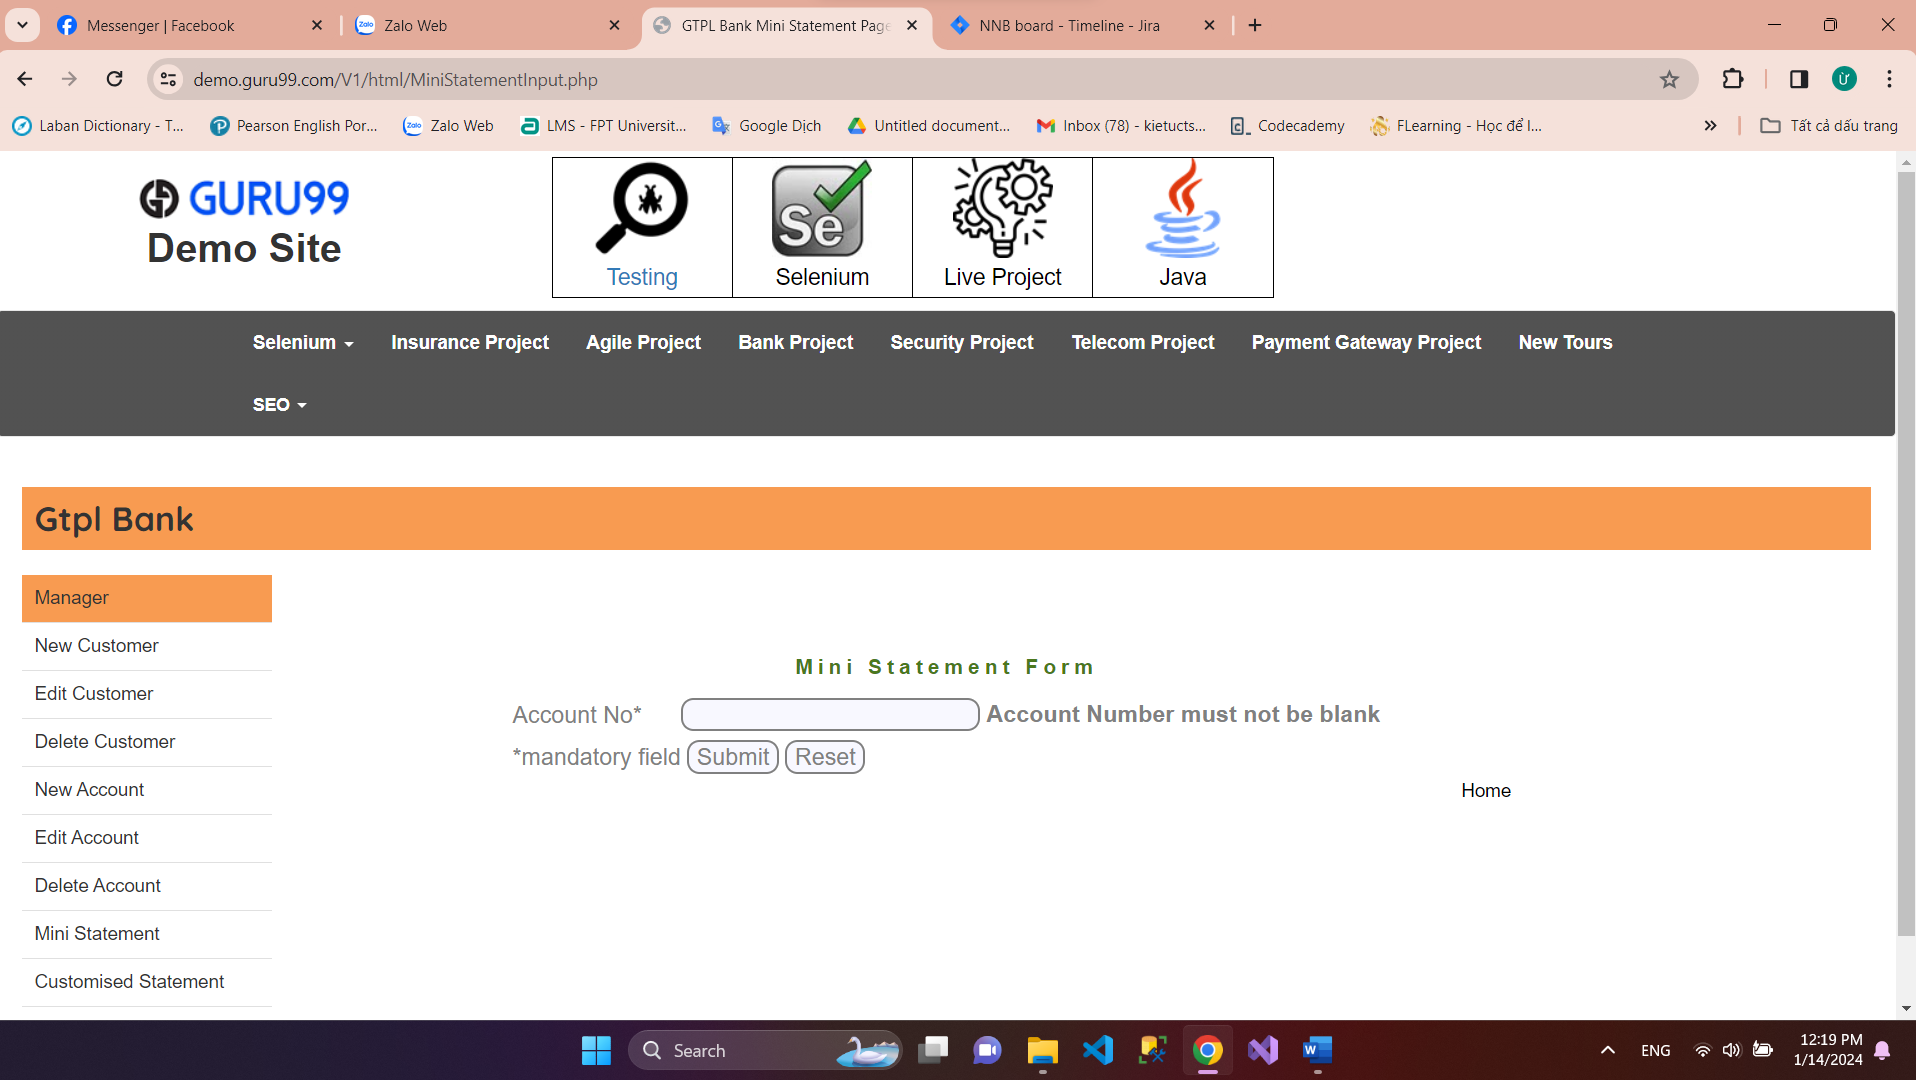 Messenger | Facebook
Zalo Web
GTPL Bank Mini Statement Page
NNB board - Timeline - Jira
demo.guru99.com/V1/html/MiniStatementInput.php
Ừ
Laban Dictionary - T...
Pearson English Por...
Zalo Web
LMS - FPT Universit...
Google Dịch
Untitled document...
Inbox (78) - kietucts...
Codecademy
FLearning - Học để l...
Tất cả dấu trang
GURU99
Demo Site
Se
Testing
Selenium
Live Project
Java
Selenium
Insurance Project
Agile Project
Bank Project
Security Project
Telecom Project
Payment Gateway Project
New Tours
SEO
Gtpl Bank
Manager
New Customer
Edit Customer
Delete Customer
New Account
Edit Account
Delete Account
Mini Statement
Customised Statement
Mini Statement Form
Account No*
Account Number must not be blank
*mandatory field
Submit
Reset
Home
Search
ENG
12:19 PM
1/14/2024